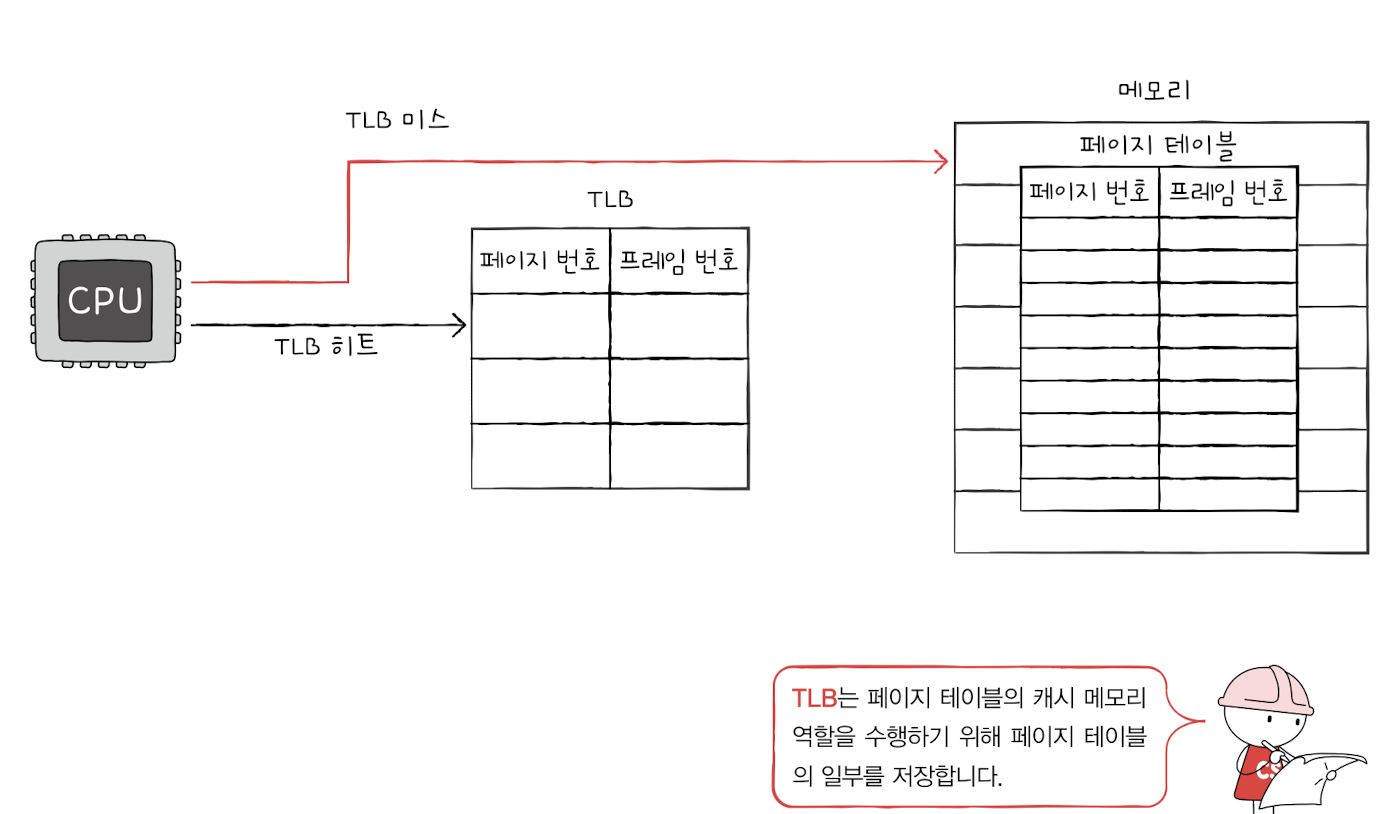 메모리
TLB 미스
페이지 테이블
페이지 번호 프레임 번호
TLB
페이지 번호 프레임 번호
CPU
TLB 히트
TLB는 페이지 테이블의 캐시 메모리
역할을 수행하기 위해 페이지 테이블
의 일부를 저장합니다.
CS